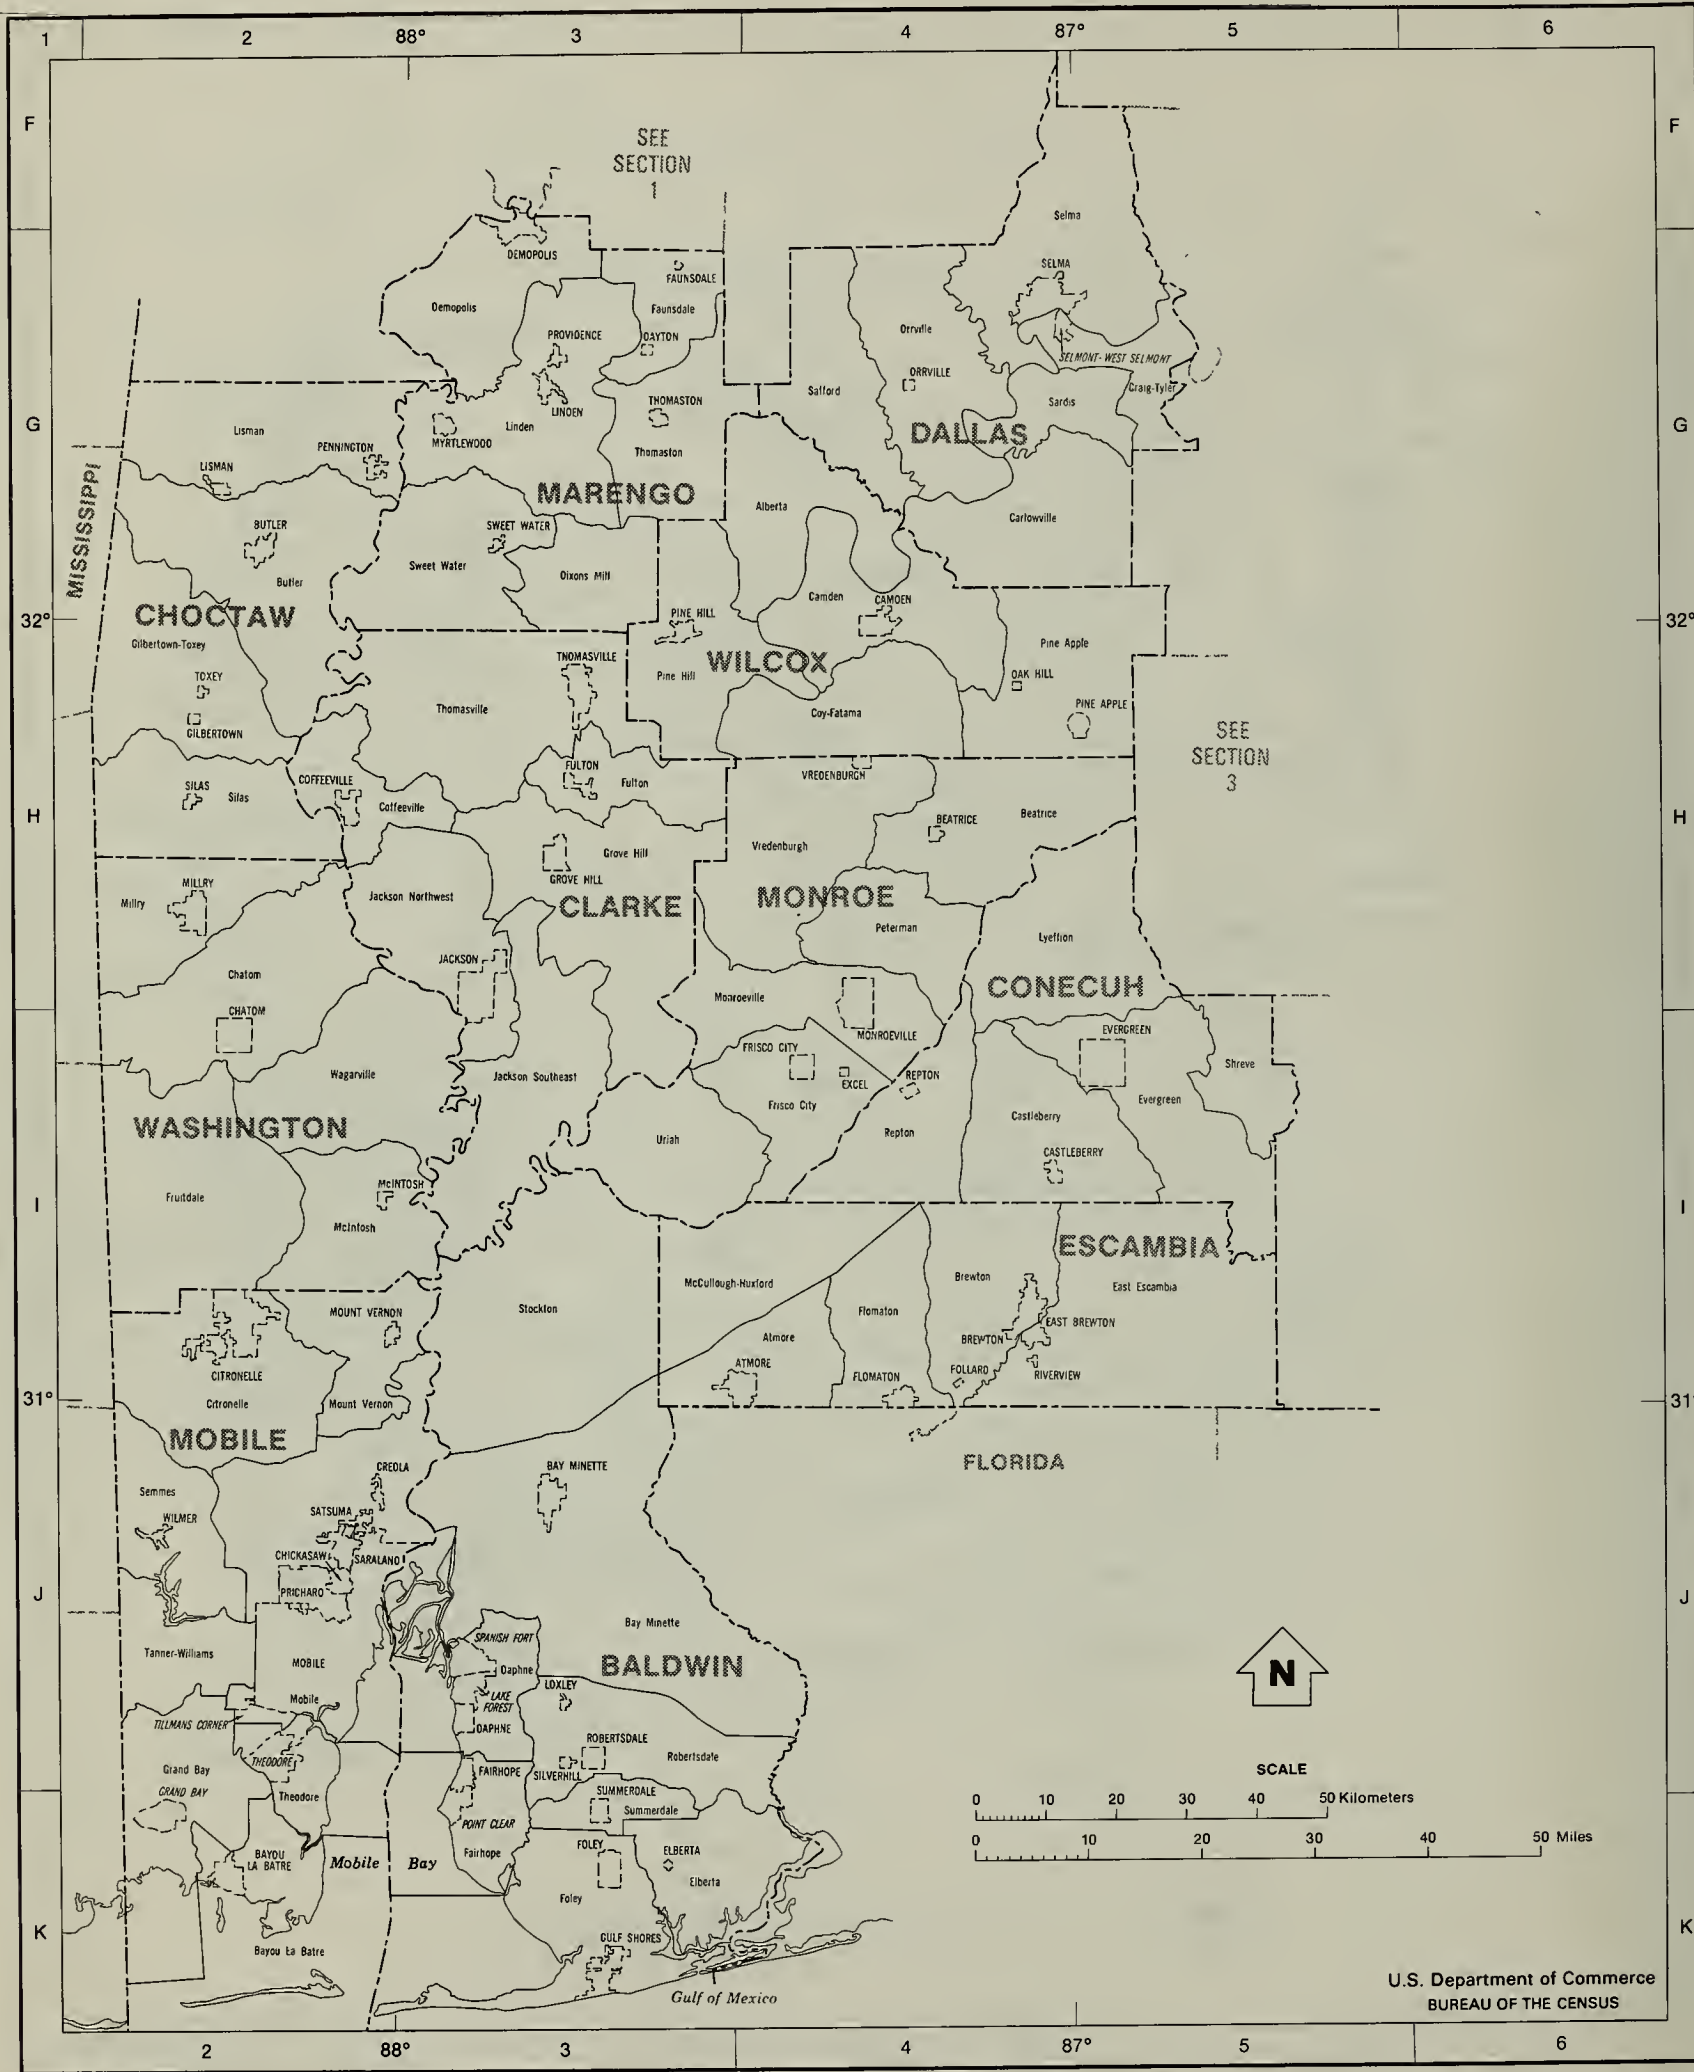 1 2 88° 3 4 87° 5 6
F
F
SEE
SECTION
1
Selma
DEMOPOLIS
SELMA
FAUNSOALE
Demopolis
Faunsdale
Orrville
PROVIDENCE
OAYTON
SELMONT-WEST SELMONT
ORRVILLE
Safford
Craig-Tyler
LINOEN
THOMASTON
Sardis
G
Lisman
MYRTLEWOOO
Linden
DALLAS
G
PENNINGTON
Thomaston
LISMAN
MISSISSIPPI
MARENGO
Alberta
Carlowville
BUTLER
SWEET WATER
Sweet Water
Oixons Mill
Butler
Camden
CAMOEN
CHOCTAW
PINE HILL
32°
32°
Gilbertown-Toxey
Pine Apple
THOMASVILLE
WILCOX
TOXEY
Pine Hill
OAK HILL
Thomasville
Coy-Fatama
PINE APPLE
GILBERTOWN
SEE
SECTION
3
COFFEEVILLE
FULTON
Fulton
VREOENBURGH
SILAS
Silas
Coffeeville
H
BEATRICE
Beatrice
H
Vredenburgh
Grove Hill
MILLRY
GROVE HILL
Millry
Jackson Northwest
CLARKE
MONROE
Peterman
Lyeffion
JACKSON
Chatom
CONECUH
Monroeville
CHATOM
MONROEVILLE
EVERGREEN
FRISCO CITY
Shreve
Wagarville
Jackson Southeast
EXCEL
REPTON
Frisco City
Evergreen
WASHINGTON
Castleberry
Uriah
Repton
CASTLEBERRY
McINTOSH
Fruitdale
I
I
McIntosh
ESCAMBIA
McCullough-Huxford
Brewton
East Escambia
MOUNT VERNON
Stockton
Flomaton
EAST BREWTON
Atmore
BREWTON
ATMORE
CITRONELLE
FLOMATON
FOLLARD
RIVERVIEW
31°
Citronelle
Mount Vernon
31°
MOBILE
FLORIDA
CREOLA
BAY MINETTE
Semmes
SATSUMA
WILMER
CHICKASAW
SARALANO
J
PRICHARO
J
Bay Minette
SPANISH FORT
Tanner-Williams
MOBILE
Daphne
BALDWIN
N
LOXLEY
Mobile
LAKE
FOREST
TILLMANS CORNER
DAPHNE
ROBERTSDALE
THEODORE
Robertsdale
Grand Bay
FAIRHOPE
SILVERHILL
SCALE
GRAND BAY
Theodore
SUMMERDALE
0 10 20 30 40 50 Kilometers
Summerdale
POINT CLEAR
0 10 20 30 40 50 Miles
FOLEY
ELBERTA
BAYOU
LA BATRE
Mobile Bay
Fairhope
Elberta
Foley
K
K
GULF SHORES
Bayou La Batre
Gulf of Mexico
U.S. Department of Commerce
BUREAU OF THE CENSUS
2 88° 3 4 87° 5 6